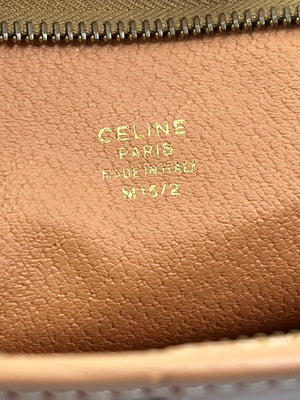 CELINE
PARIS
MADE IN ITALY
M15/2